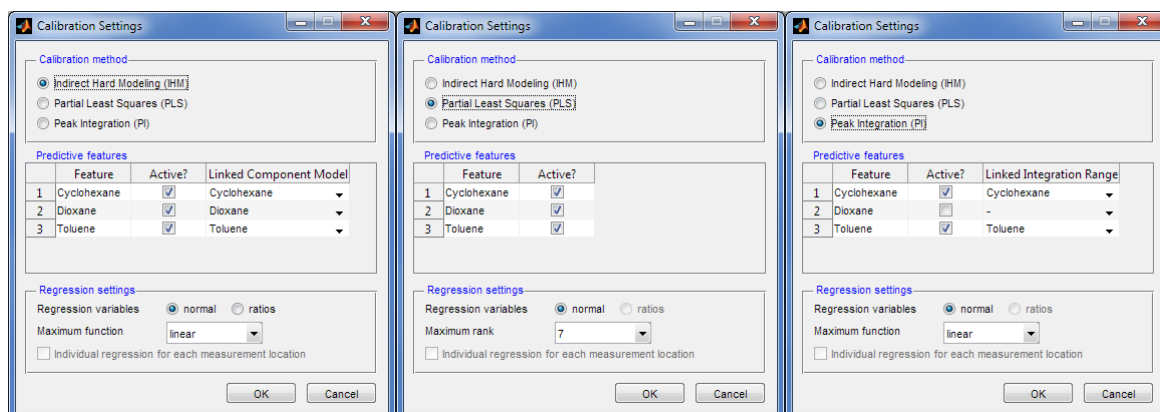 Calibration Settings
Calibration method
Indirect Hard Modeling (IHM)
Partial Least Squares (PLS)
Peak Integration (PI)
Predictive features
Feature Active? Linked Component Model
1 Cyclohexane Cyclohexane
2 Dioxane Dioxane
3 Toluene Toluene
Regression settings
Regression variables normal ratios
Maximum function linear
Individual regression for each measurement location
OK Cancel
Calibration Settings
Calibration method
Indirect Hard Modeling (IHM)
Partial Least Squares (PLS)
Peak Integration (PI)
Predictive features
Feature Active?
1 Cyclohexane
2 Dioxane
3 Toluene
Regression settings
Regression variables normal ratios
Maximum rank 7
Individual regression for each measurement location
OK Cancel
Calibration Settings
Calibration method
Indirect Hard Modeling (IHM)
Partial Least Squares (PLS)
Peak Integration (PI)
Predictive features
Feature Active? Linked Integration Range
1 Cyclohexane Cyclohexane
2 Dioxane -
3 Toluene Toluene
Regression settings
Regression variables normal ratios
Maximum function linear
Individual regression for each measurement location
OK Cancel